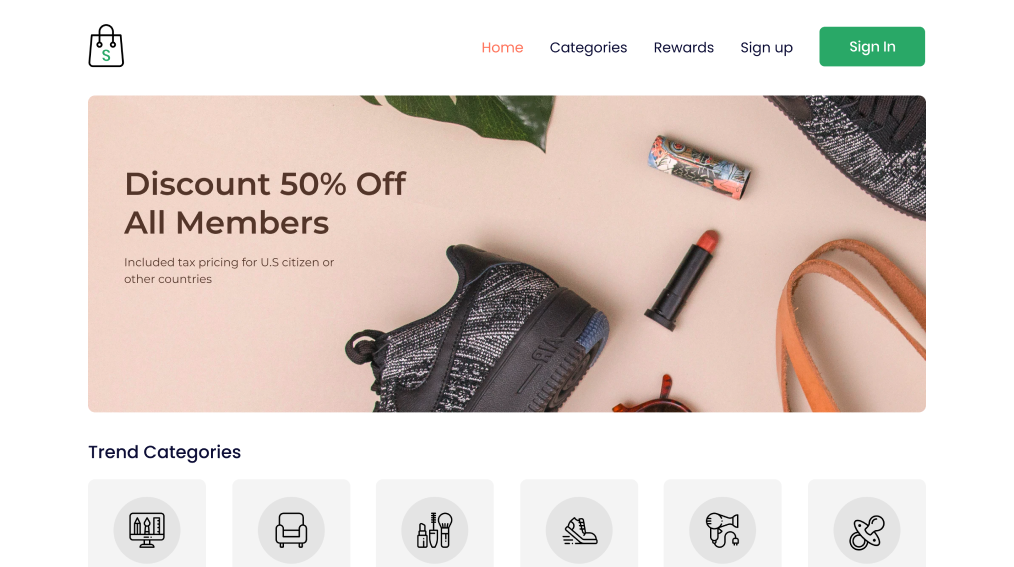 S
Home Categories Rewards Sign up Sign In
Discount 50% Off
All Members
Included tax pricing for U.S citizen or
other countries
Trend Categories